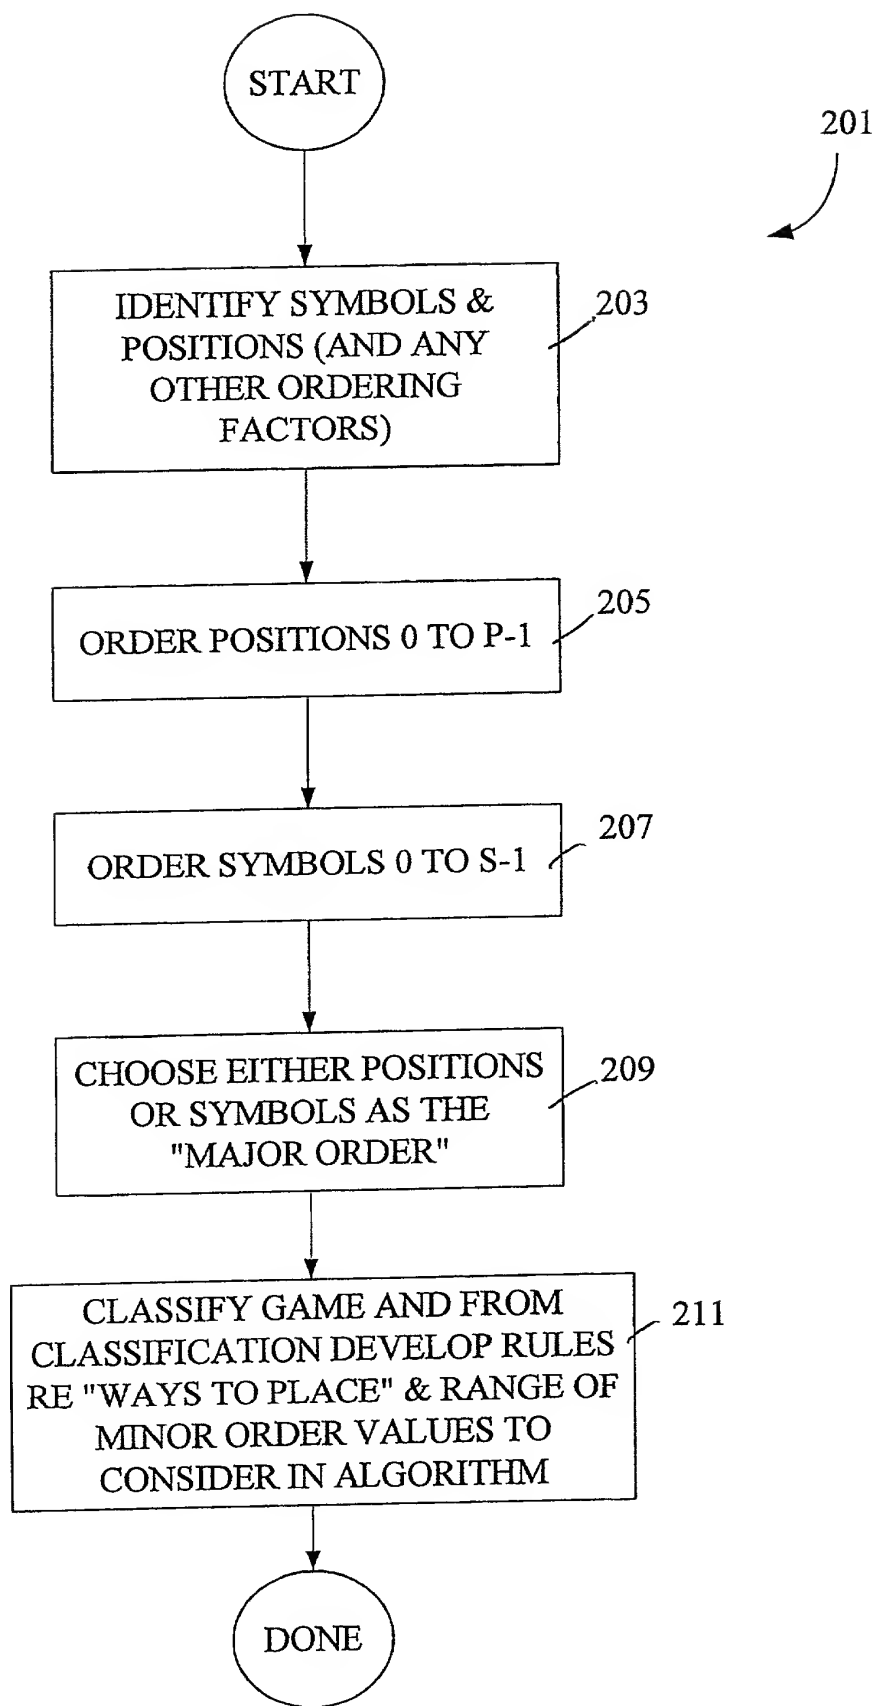 START
201
IDENTIFY SYMBOLS &
POSITIONS (AND ANY
OTHER ORDERING
FACTORS)
203
ORDER POSITIONS 0 TO P-1
205
ORDER SYMBOLS 0 TO S-1
207
CHOOSE EITHER POSITIONS
OR SYMBOLS AS THE
"MAJOR ORDER"
209
CLASSIFY GAME AND FROM
CLASSIFICATION DEVELOP RULES
RE "WAYS TO PLACE" & RANGE OF
MINOR ORDER VALUES TO
CONSIDER IN ALGORITHM
211
DONE